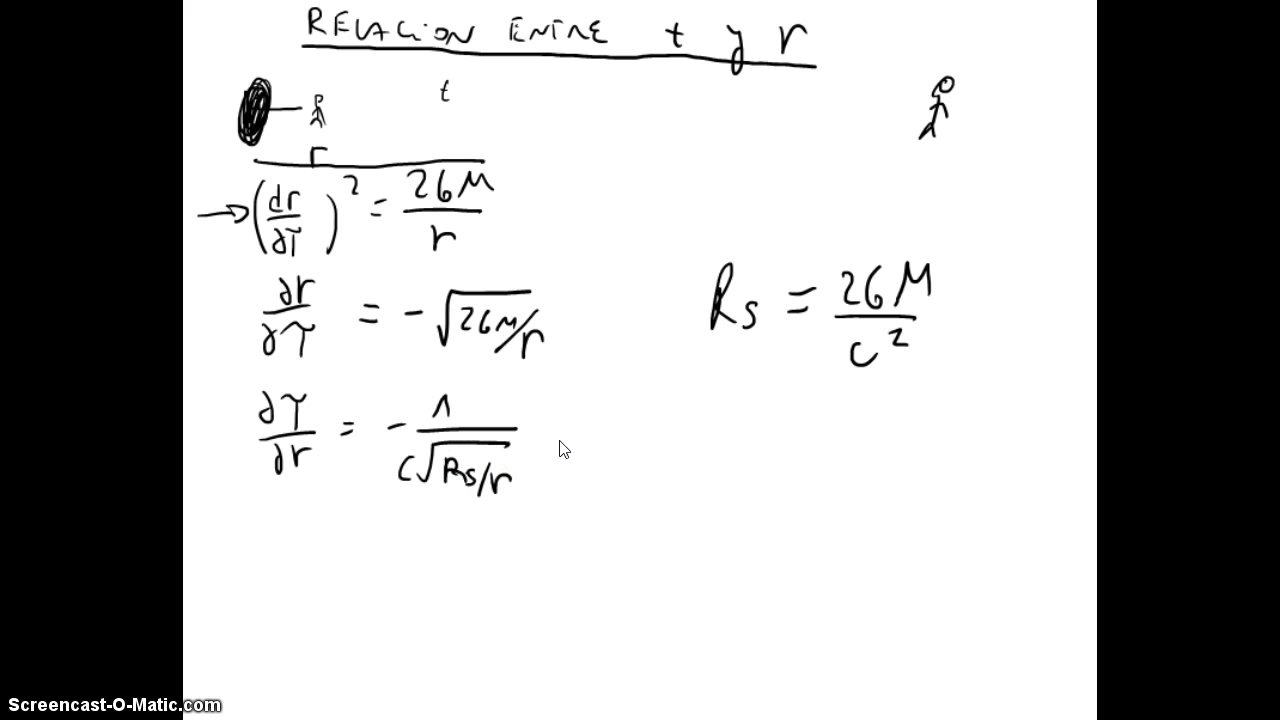 RELACION ENTRE t y r
t
r
(dr/dτ)² = 2GM/r
dr/dτ = -√2GM/r
Rs = 2GM/c²
dτ/dr = - 1/(c√Rs/r)
Screencast-O-Matic.com